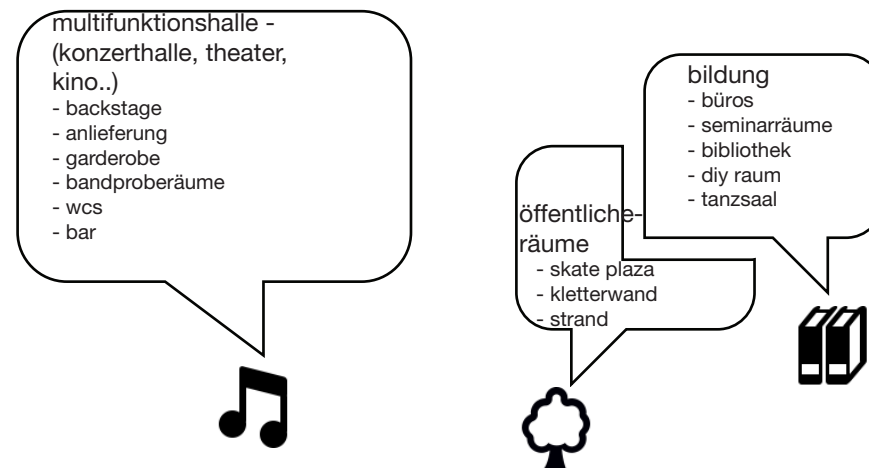 multifunktionshalle -
(konzerthalle, theater,
kino..)
- backstage
- anlieferung
- garderobe
- bandproberäume
- wcs
- bar
öffentliche-
räume
- skate plaza
- kletterwand
- strand
bildung
- büros
- seminarräume
- bibliothek
- diy raum
- tanzsaal